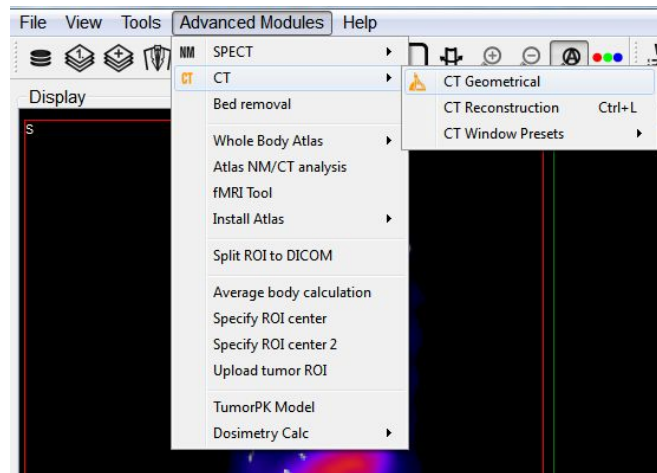 File View Tools Advanced Modules Help
NM SPECT
CT CT
Bed removal
Whole Body Atlas
Atlas NM/CT analysis
fMRI Tool
Install Atlas
Split ROI to DICOM
Average body calculation
Specify ROI center
Specify ROI center 2
Upload tumor ROI
TumorPK Model
Dosimetry Calc
CT Geometrical
CT Reconstruction Ctrl+L
CT Window Presets
Display
S